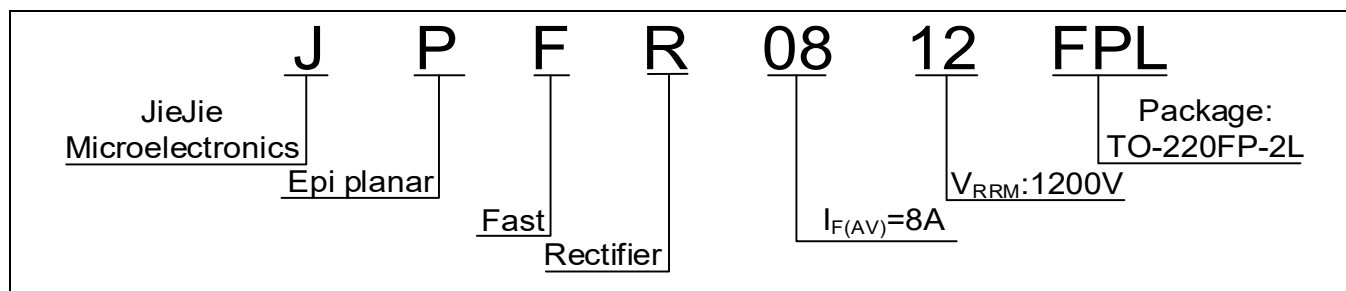 J P F R 08 12 FPL
JieJie
Microelectronics
Package:
TO-220FP-2L
Epi planar
VRRM:1200V
Fast
IF(AV)=8A
Rectifier